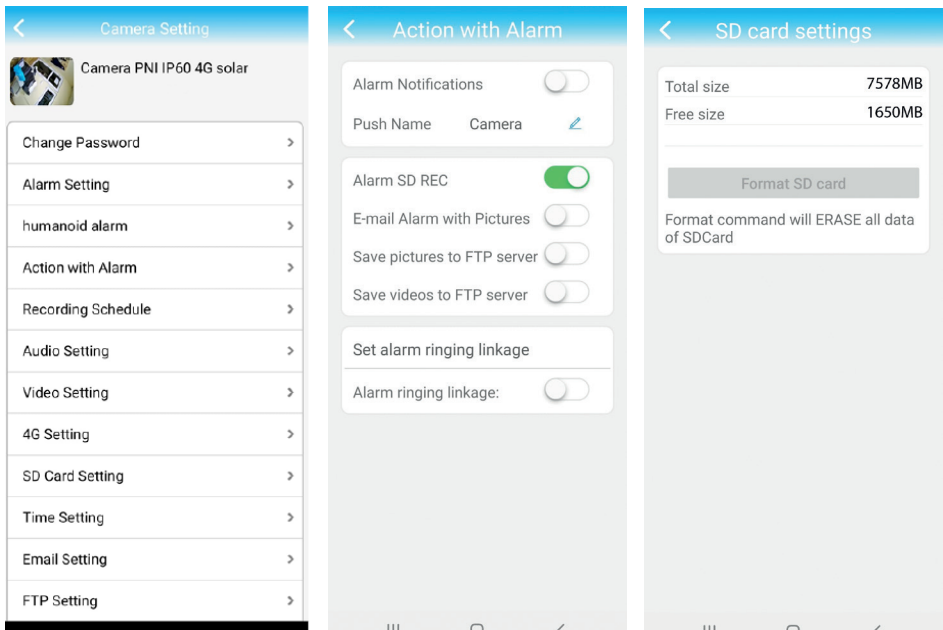 Camera Setting
Camera PNI IP60 4G solar
Change Password
Alarm Setting
humanoid alarm
Action with Alarm
Recording Schedule
Audio Setting
Video Setting
4G Setting
SD Card Setting
Time Setting
Email Setting
FTP Setting
Action with Alarm
Alarm Notifications
Push Name Camera
Alarm SD REC
E-mail Alarm with Pictures
Save pictures to FTP server
Save videos to FTP server
Set alarm ringing linkage
Alarm ringing linkage:
SD card settings
Total size 7578MB
Free size 1650MB
Format SD card
Format command will ERASE all data
of SDCard